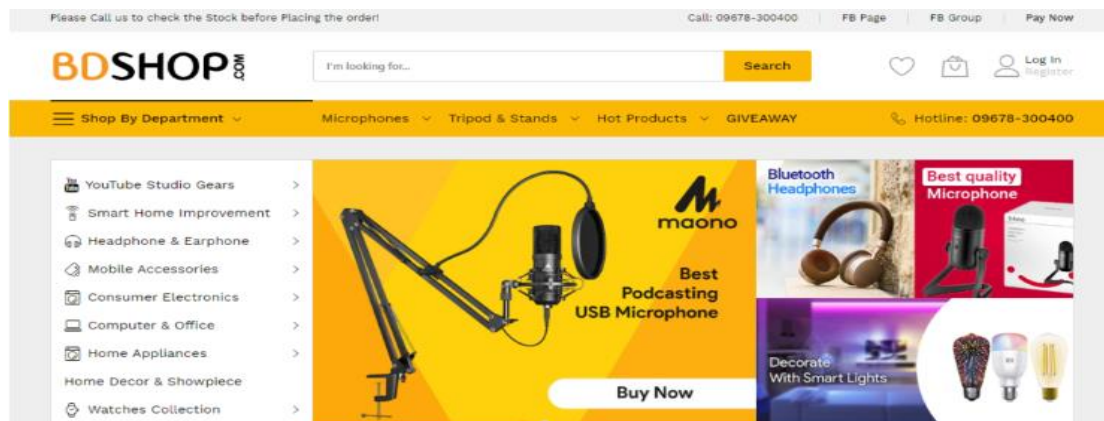 Please Call us to check the Stock before Placing the order!
Call: 09678-300400
FB Page
FB Group
Pay Now
BDSHOP.COM
I'm looking for...
Search
Log In
Register
Shop By Department
Microphones
Tripod & Stands
Hot Products
GIVEAWAY
Hotline: 09678-300400
YouTube Studio Gears
Smart Home Improvement
Headphone & Earphone
Mobile Accessories
Consumer Electronics
Computer & Office
Home Appliances
Home Decor & Showpiece
Watches Collection
maono
Best
Podcasting
USB Microphone
Buy Now
Bluetooth
Headphones
Best quality
Microphone
Decorate
With Smart Lights